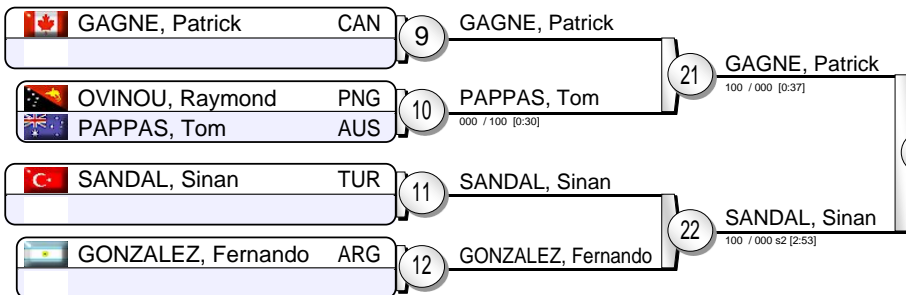 GAGNE, Patrick CAN
9
GAGNE, Patrick
21
GAGNE, Patrick
100 / 000 [0:37]
OVINOU, Raymond PNG
PAPPAS, Tom AUS
10
PAPPAS, Tom
000 / 100 [0:30]
SANDAL, Sinan TUR
11
SANDAL, Sinan
22
SANDAL, Sinan
100 / 000 s2 [2:53]
GONZALEZ, Fernando ARG
12
GONZALEZ, Fernando